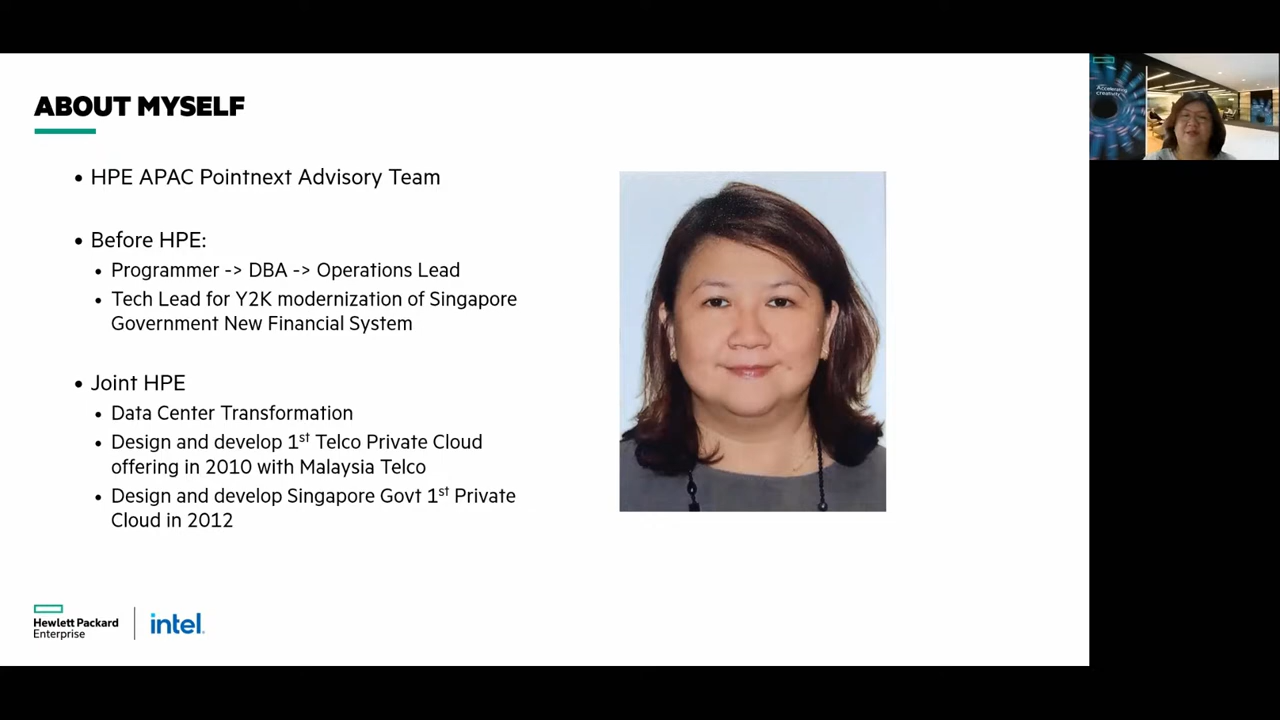 ABOUT MYSELF
• HPE APAC Pointnext Advisory Team
• Before HPE:
• Programmer -> DBA -> Operations Lead
• Tech Lead for Y2K modernization of Singapore
Government New Financial System
• Joint HPE
• Data Center Transformation
• Design and develop 1st Telco Private Cloud
offering in 2010 with Malaysia Telco
• Design and develop Singapore Govt 1st Private
Cloud in 2012
Hewlett Packard
Enterprise
intel.
Accelerating
creativity